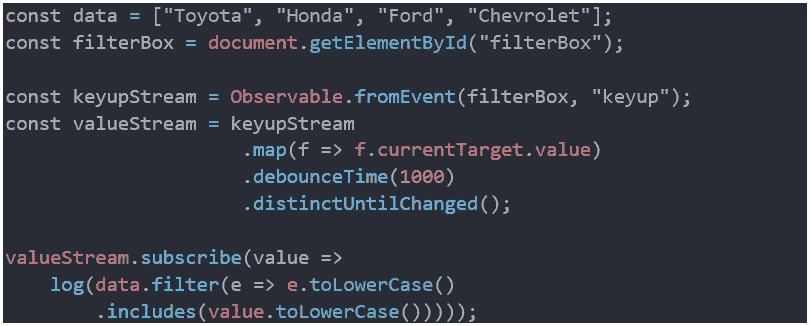 const data = ["Toyota", "Honda", "Ford", "Chevrolet"];
const filterBox = document.getElementById("filterBox");

const keyupStream = Observable.fromEvent(filterBox, "keyup");
const valueStream = keyupStream
                    .map(f => f.currentTarget.value)
                    .debounceTime(1000)
                    .distinctUntilChanged();

valueStream.subscribe(value =>
    log(data.filter(e => e.toLowerCase()
        .includes(value.toLowerCase()))));